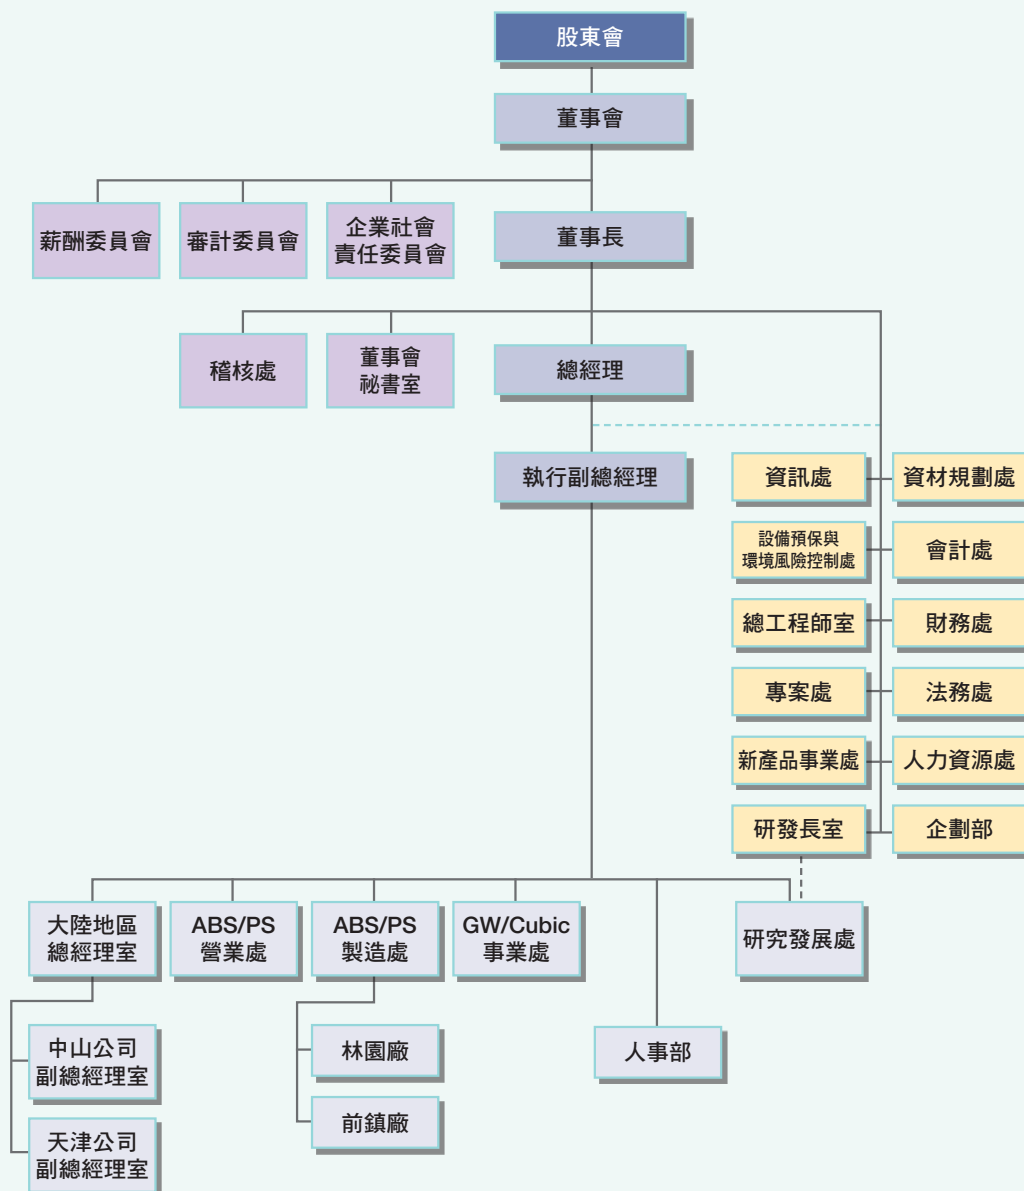 股東會
董事會
薪酬委員會
審計委員會
企業社會
責任委員會
董事長
稽核處
董事會
祕書室
總經理
執行副總經理
資訊處
資材規劃處
設備預保與
環境風險控制處
會計處
總工程師室
財務處
專案處
法務處
新產品事業處
人力資源處
研發長室
企劃部
大陸地區
總經理室
ABS/PS
營業處
ABS/PS
製造處
GW/Cubic
事業處
研究發展處
中山公司
副總經理室
林園廠
人事部
前鎮廠
天津公司
副總經理室